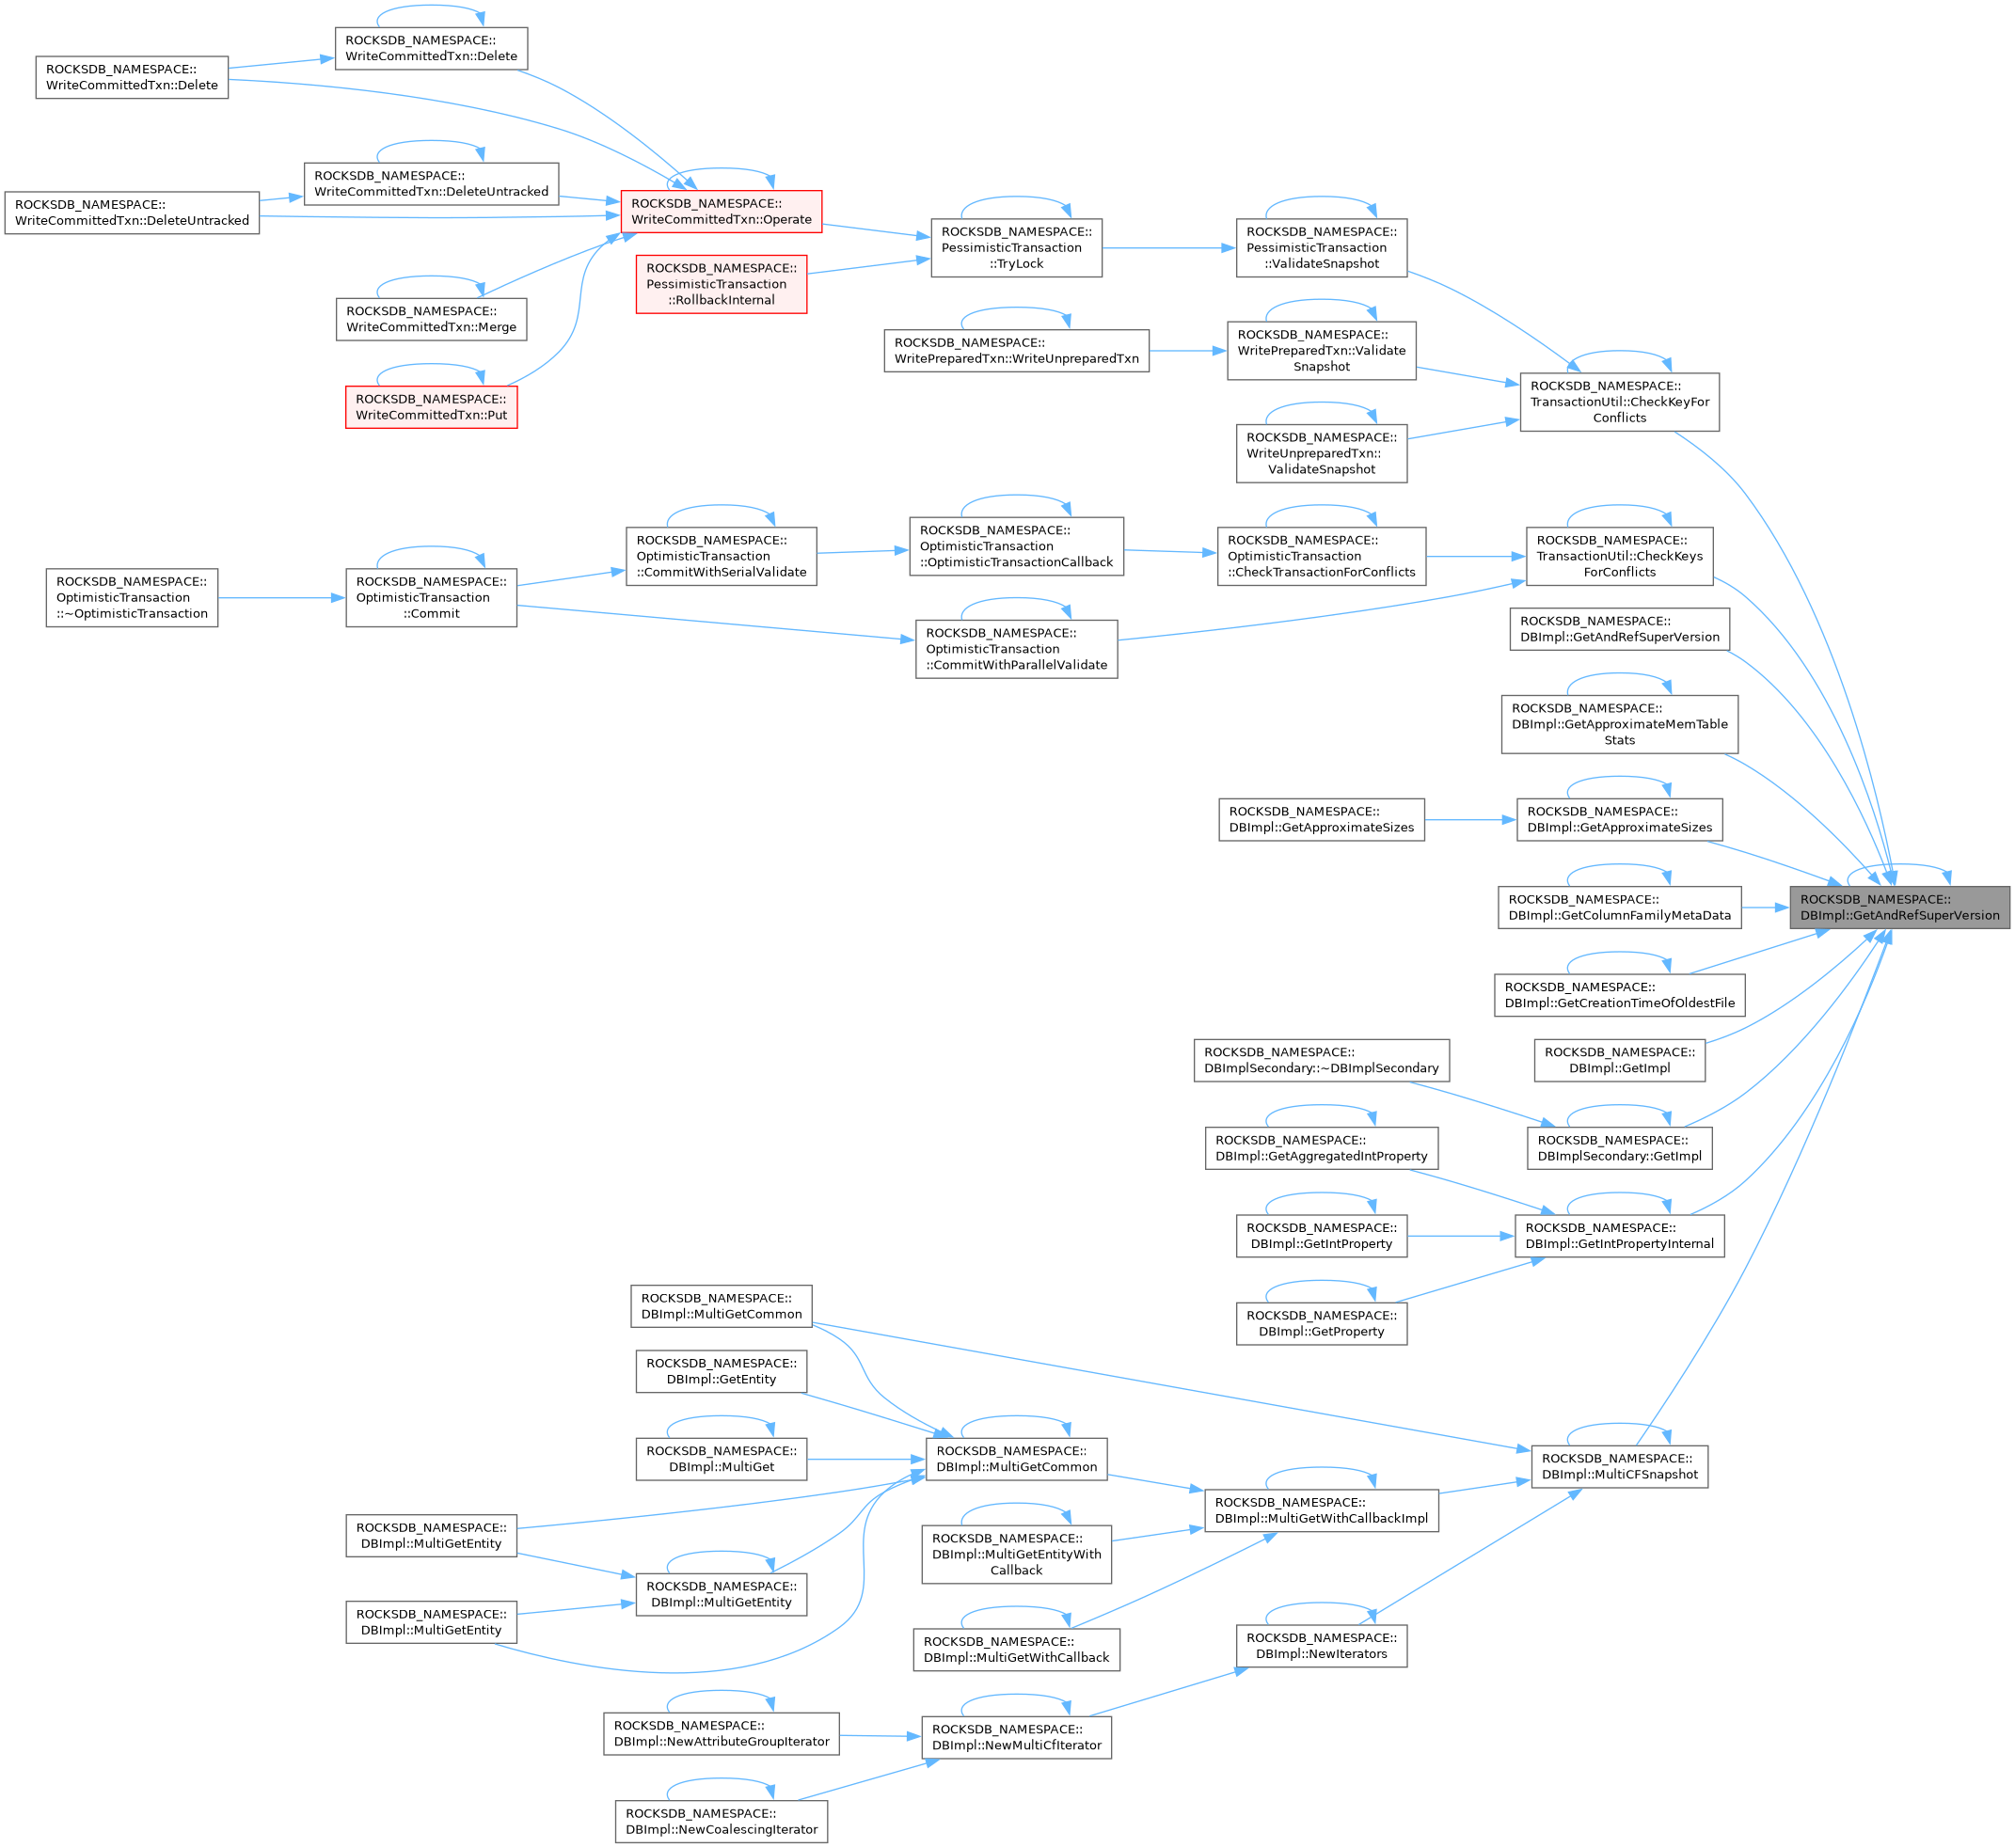 ROCKSDB_NAMESPACE::
WriteCommittedTxn::Delete
ROCKSDB_NAMESPACE::
WriteCommittedTxn::Delete
ROCKSDB_NAMESPACE::
WriteCommittedTxn::DeleteUntracked
ROCKSDB_NAMESPACE::
WriteCommittedTxn::DeleteUntracked
ROCKSDB_NAMESPACE::
WriteCommittedTxn::Operate
ROCKSDB_NAMESPACE::
PessimisticTransaction
::TryLock
ROCKSDB_NAMESPACE::
PessimisticTransaction
::ValidateSnapshot
ROCKSDB_NAMESPACE::
PessimisticTransaction
::RollbackInternal
ROCKSDB_NAMESPACE::
WriteCommittedTxn::Merge
ROCKSDB_NAMESPACE::
WritePreparedTxn::WriteUnpreparedTxn
ROCKSDB_NAMESPACE::
WritePreparedTxn::Validate
Snapshot
ROCKSDB_NAMESPACE::
WriteCommittedTxn::Put
ROCKSDB_NAMESPACE::
TransactionUtil::CheckKeyFor
Conflicts
ROCKSDB_NAMESPACE::
WriteUnpreparedTxn::
ValidateSnapshot
ROCKSDB_NAMESPACE::
OptimisticTransaction
::~OptimisticTransaction
ROCKSDB_NAMESPACE::
OptimisticTransaction
::Commit
ROCKSDB_NAMESPACE::
OptimisticTransaction
::CommitWithSerialValidate
ROCKSDB_NAMESPACE::
OptimisticTransaction
::OptimisticTransactionCallback
ROCKSDB_NAMESPACE::
OptimisticTransaction
::CheckTransactionForConflicts
ROCKSDB_NAMESPACE::
TransactionUtil::CheckKeys
ForConflicts
ROCKSDB_NAMESPACE::
OptimisticTransaction
::CommitWithParallelValidate
ROCKSDB_NAMESPACE::
DBImpl::GetAndRefSuperVersion
ROCKSDB_NAMESPACE::
DBImpl::GetApproximateMemTable
Stats
ROCKSDB_NAMESPACE::
DBImpl::GetApproximateSizes
ROCKSDB_NAMESPACE::
DBImpl::GetApproximateSizes
ROCKSDB_NAMESPACE::
DBImpl::GetColumnFamilyMetaData
ROCKSDB_NAMESPACE::
DBImpl::GetAndRefSuperVersion
ROCKSDB_NAMESPACE::
DBImpl::GetCreationTimeOfOldestFile
ROCKSDB_NAMESPACE::
DBImpl::GetImpl
ROCKSDB_NAMESPACE::
DBImplSecondary::~DBImplSecondary
ROCKSDB_NAMESPACE::
DBImplSecondary::GetImpl
ROCKSDB_NAMESPACE::
DBImpl::GetAggregatedIntProperty
ROCKSDB_NAMESPACE::
DBImpl::GetIntProperty
ROCKSDB_NAMESPACE::
DBImpl::GetIntPropertyInternal
ROCKSDB_NAMESPACE::
DBImpl::GetProperty
ROCKSDB_NAMESPACE::
DBImpl::MultiGetCommon
ROCKSDB_NAMESPACE::
DBImpl::GetEntity
ROCKSDB_NAMESPACE::
DBImpl::MultiGet
ROCKSDB_NAMESPACE::
DBImpl::MultiGetCommon
ROCKSDB_NAMESPACE::
DBImpl::MultiCFSnapshot
ROCKSDB_NAMESPACE::
DBImpl::MultiGetWithCallbackImpl
ROCKSDB_NAMESPACE::
DBImpl::MultiGetEntity
ROCKSDB_NAMESPACE::
DBImpl::MultiGetEntityWith
Callback
ROCKSDB_NAMESPACE::
DBImpl::MultiGetEntity
ROCKSDB_NAMESPACE::
DBImpl::MultiGetEntity
ROCKSDB_NAMESPACE::
DBImpl::MultiGetWithCallback
ROCKSDB_NAMESPACE::
DBImpl::NewIterators
ROCKSDB_NAMESPACE::
DBImpl::NewAttributeGroupIterator
ROCKSDB_NAMESPACE::
DBImpl::NewMultiCfIterator
ROCKSDB_NAMESPACE::
DBImpl::NewCoalescingIterator